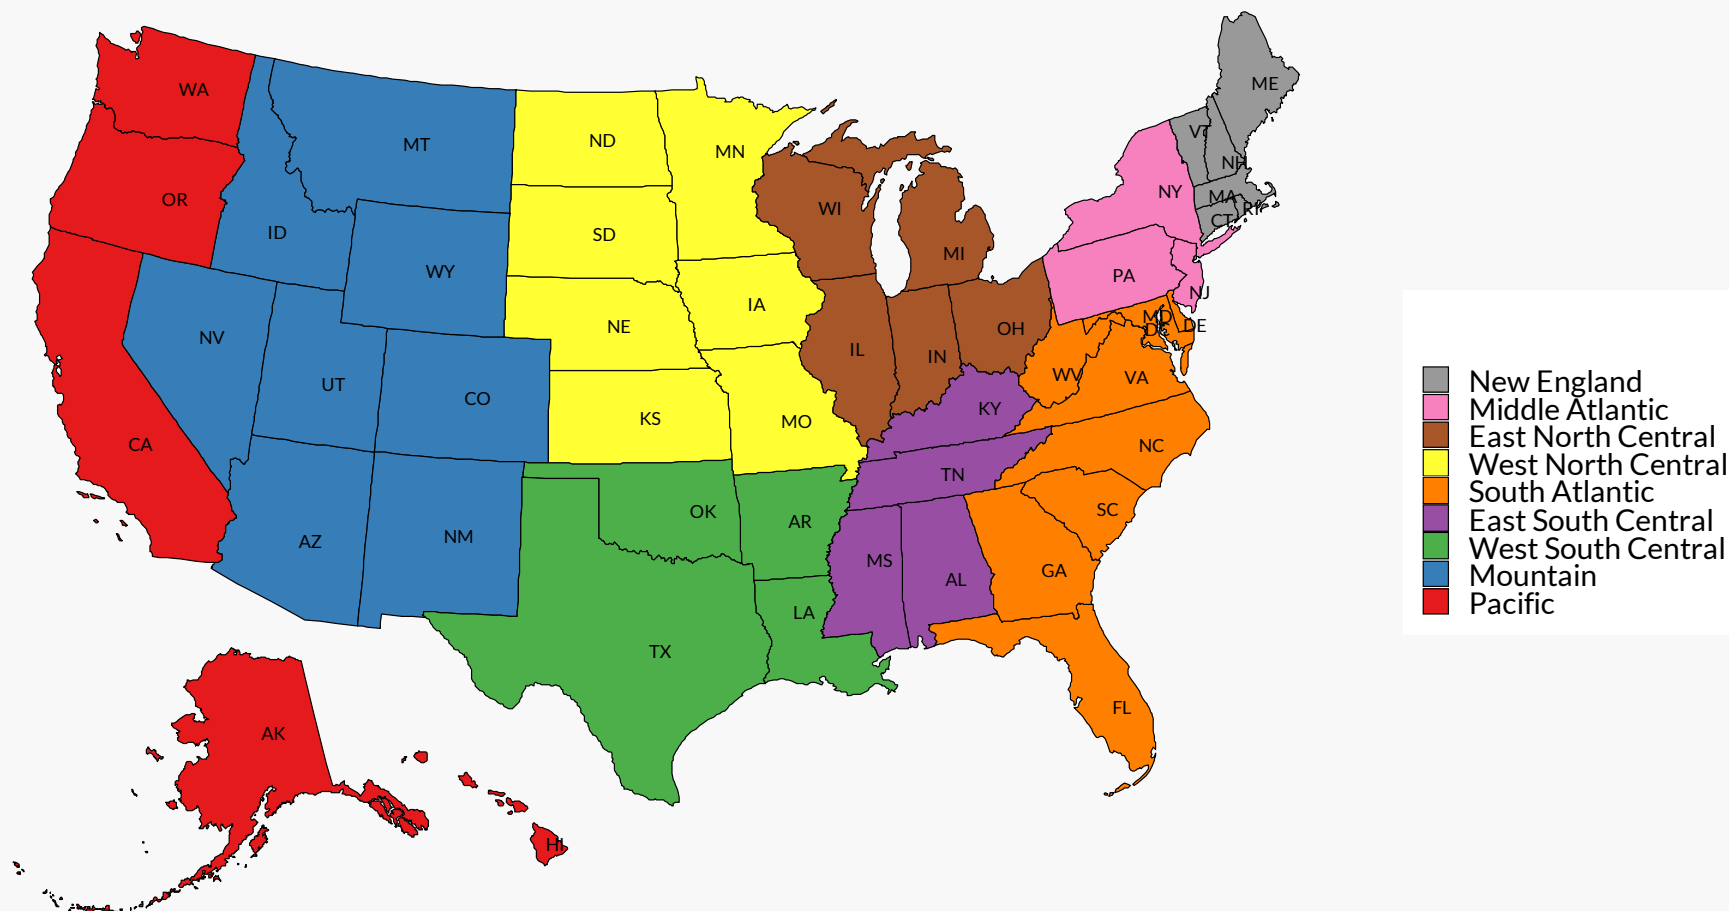 WA
OR
CA
ID
NV
MT
WY
UT
CO
AZ
NM
ND
SD
NE
KS
OK
TX
MN
IA
MO
AR
LA
WI
IL
MI
IN
OH
KY
TN
MS
AL
ME
VT
NH
MA
CT
RI
NY
PA
NJ
MD
DE
DC
WV
VA
NC
SC
GA
FL
AK
HI
New England
Middle Atlantic
East North Central
West North Central
South Atlantic
East South Central
West South Central
Mountain
Pacific